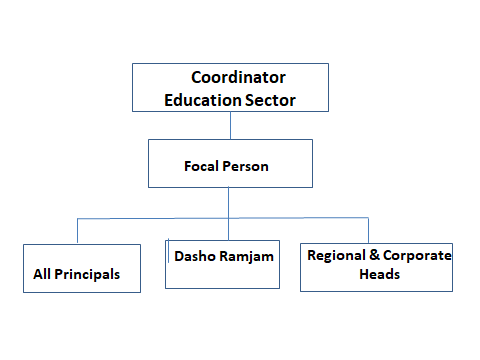 Coordinator
Education Sector
Focal Person
All Principals
Dasho Ramjam
Regional & Corporate
Heads